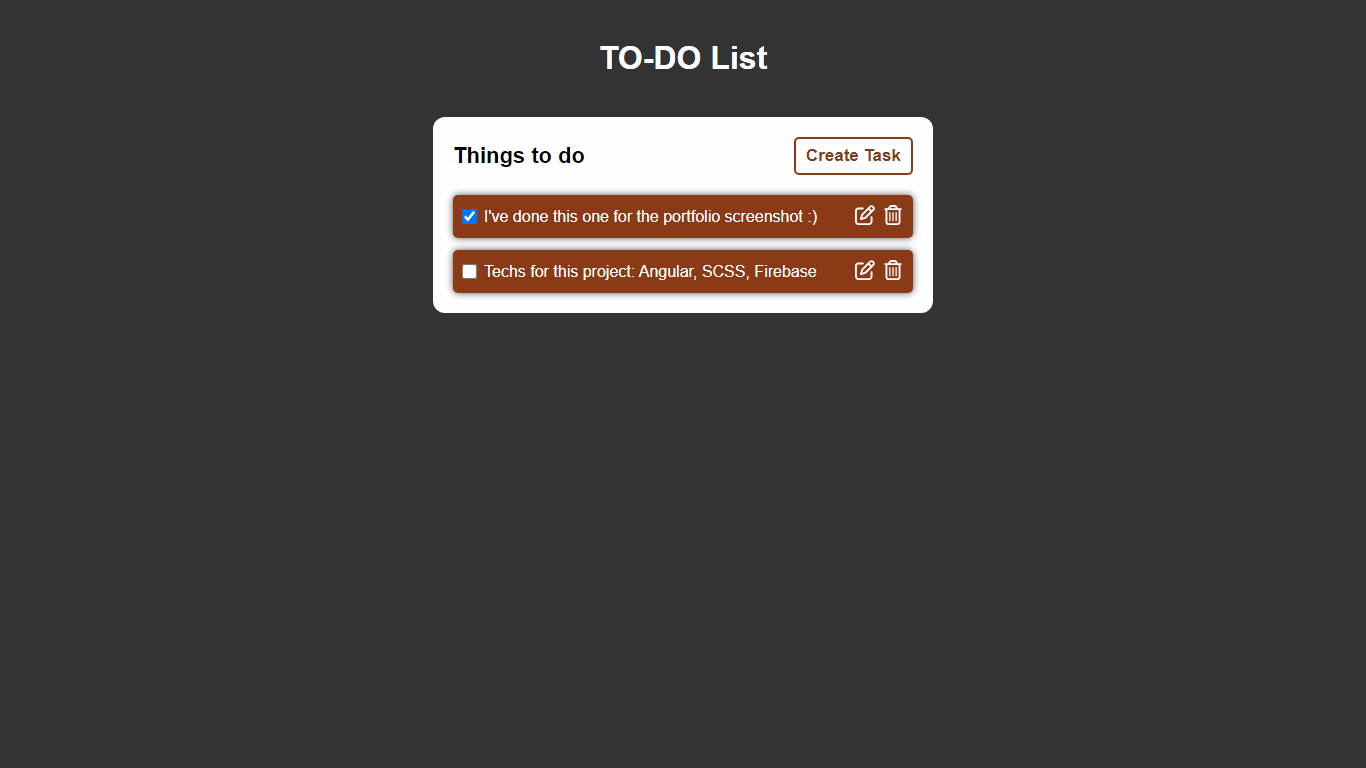 TO-DO List
Things to do
Create Task
I've done this one for the portfolio screenshot :)
Techs for this project: Angular, SCSS, Firebase